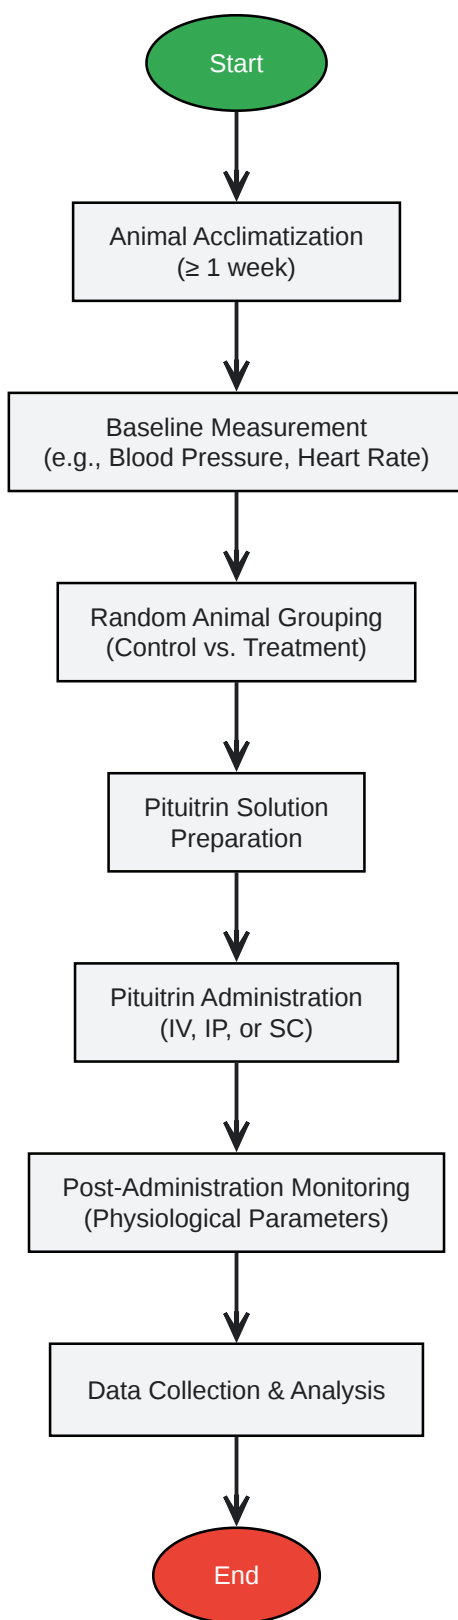 Start
Animal Acclimatization
(≥ 1 week)
Baseline Measurement
(e.g., Blood Pressure, Heart Rate)
Random Animal Grouping
(Control vs. Treatment)
Pituitrin Solution
Preparation
Pituitrin Administration
(IV, IP, or SC)
Post-Administration Monitoring
(Physiological Parameters)
Data Collection & Analysis
End